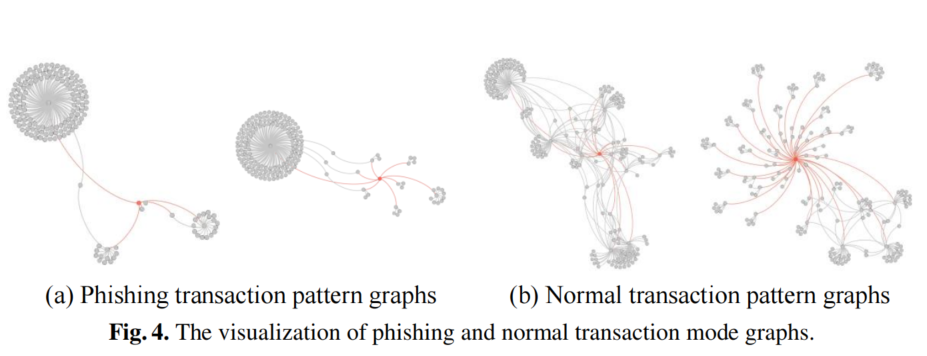 (a) Phishing transaction pattern graphs
(b) Normal transaction pattern graphs
Fig. 4. The visualization of phishing and normal transaction mode graphs.